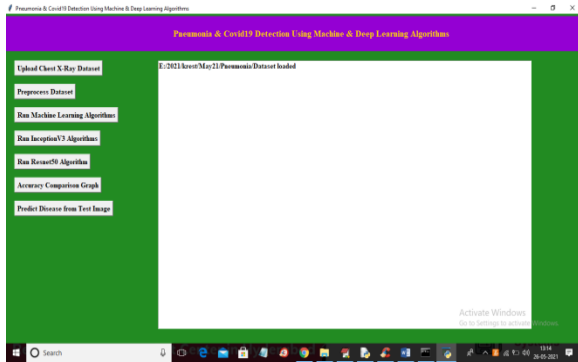 Pneumonia & Covid19 Detection Using Machine & Deep Learning Algorithms
Pneumonia & Covid19 Detection Using Machine & Deep Learning Algorithms
Upload Chest X-Ray Dataset
E:/2021/krest/May21/Pneumonia/Dataset loaded
Preprocess Dataset
Run Machine Learning Algorithms
Run InceptionV3 Algorithms
Run Resnet50 Algorithm
Accuracy Comparison Graph
Predict Disease from Test Image
Activate Windows
Go to Settings to activate Windows.
Search
13:14
26-05-2021